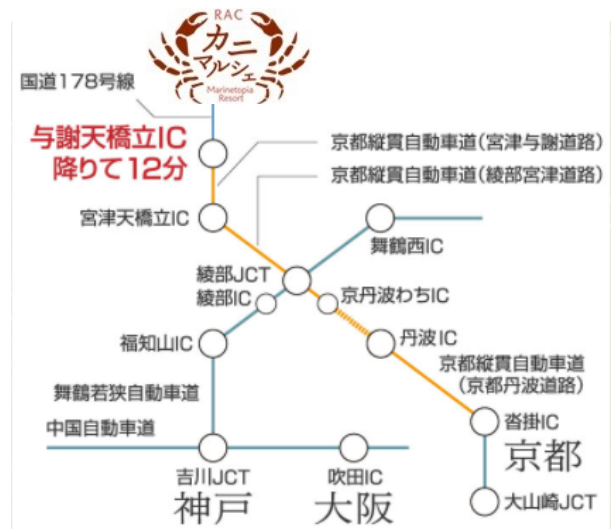 RAC
カニ
マルシェ
Marinetopia
Resort
国道178号線
与謝天橋立IC
降りて12分
京都縦貫自動車道(宮津与謝道路)
京都縦貫自動車道(綾部宮津道路)
宮津天橋立IC
舞鶴西IC
綾部JCT
綾部IC
京丹波わちIC
福知山IC
丹波IC
京都縦貫自動車道
(京都丹波道路)
舞鶴若狭自動車道
中国自動車道
沓掛IC
京都
吉川JCT
神戸
吹田IC
大阪
大山崎JCT